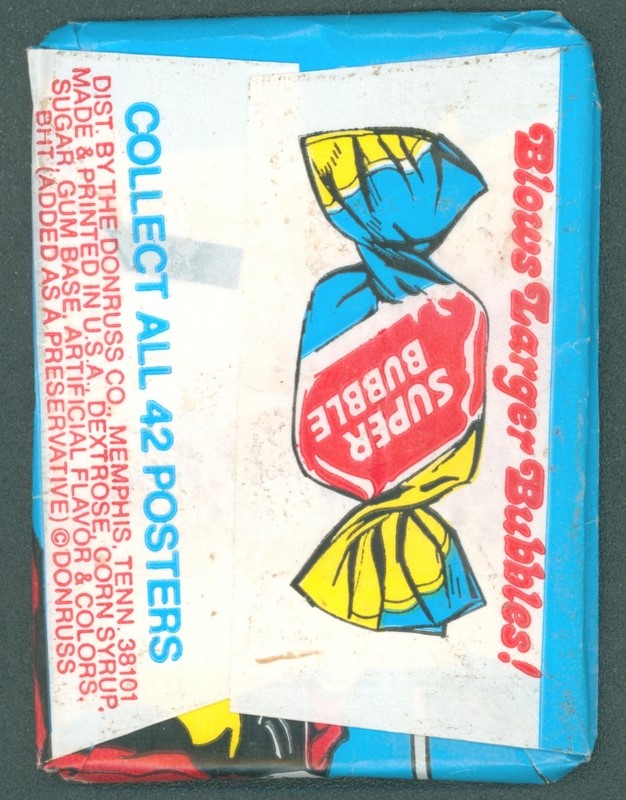 Blows Larger Bubbles!
SUPER
BUBBLE
COLLECT ALL 42 POSTERS
DIST. BY THE DONRUSS CO., MEMPHIS, TENN. 38101
MADE & PRINTED IN U.S.A., DEXTROSE, CORN SYRUP,
SUGAR, GUM BASE, ARTIFICIAL FLAVOR & COLORS,
BHT (ADDED AS A PRESERVATIVE) ©DONRUSS